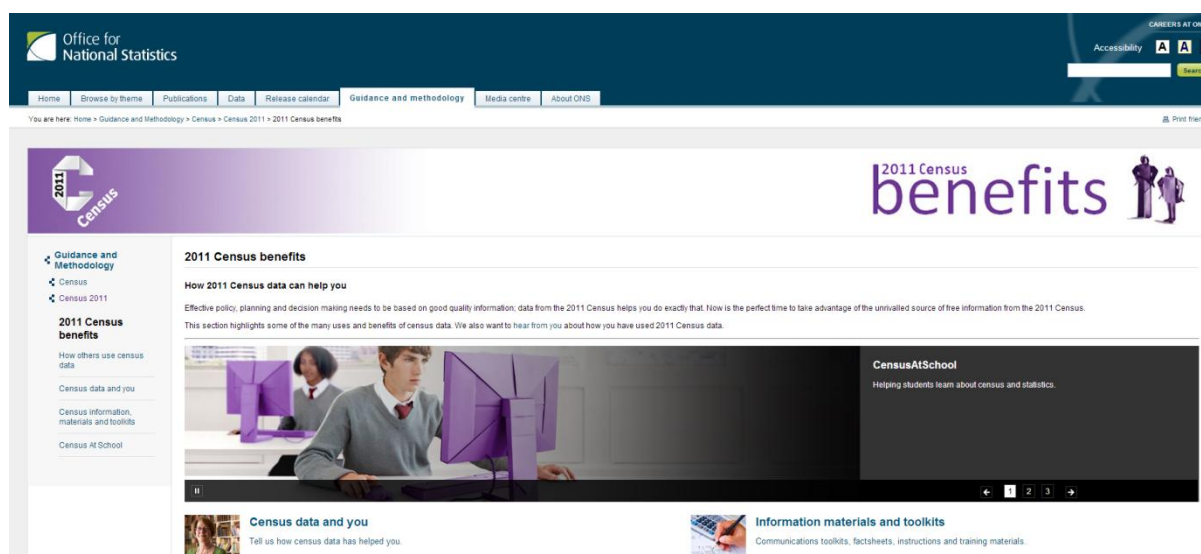 CAREERS AT
Office for
National Statistics
Accessibility A A
Home Browse by theme Publications Data Release calendar Guidance and methodology Media centre About ONS
You are here: Home > Guidance and Methodology > Census > Census 2011 > 2011 Census benefits
Print
2011
Census
2011 Census
benefits
Guidance and
Methodology
Census
Census 2011
2011 Census
benefits
How others use census
data
Census data and you
Census information,
materials and toolkits
Census At School
2011 Census benefits
How 2011 Census data can help you
Effective policy, planning and decision making needs to be based on good quality information; data from the 2011 Census helps you do exactly that. Now is the perfect time to take advantage of the unrivalled source of free information from the 2011 Census.
This section highlights some of the many uses and benefits of census data. We also want to hear from you about how you have used 2011 Census data.
CensusAtSchool
Helping students learn about census and statistics.
1 2 3
Census data and you
Tell us how census data has helped you.
Information materials and toolkits
Communications toolkits, factsheets, instructions and training materials.